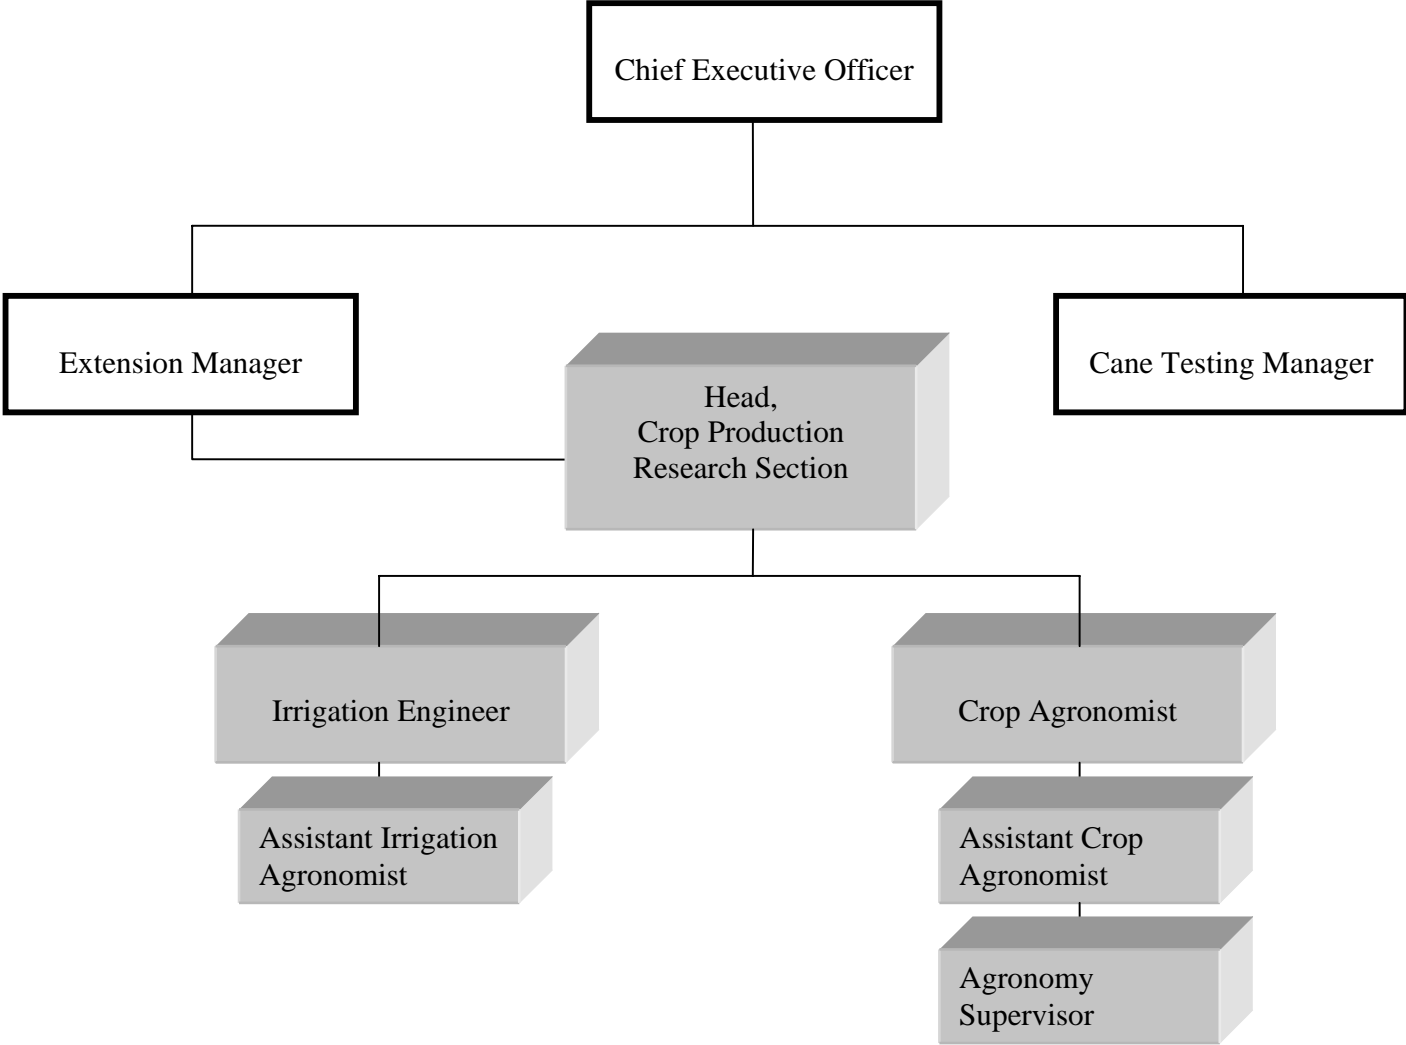 Chief Executive Officer
Extension Manager
Cane Testing Manager
Head,
Crop Production
Research Section
Irrigation Engineer
Crop Agronomist
Assistant Irrigation
Agronomist
Assistant Crop
Agronomist
Agronomy
Supervisor